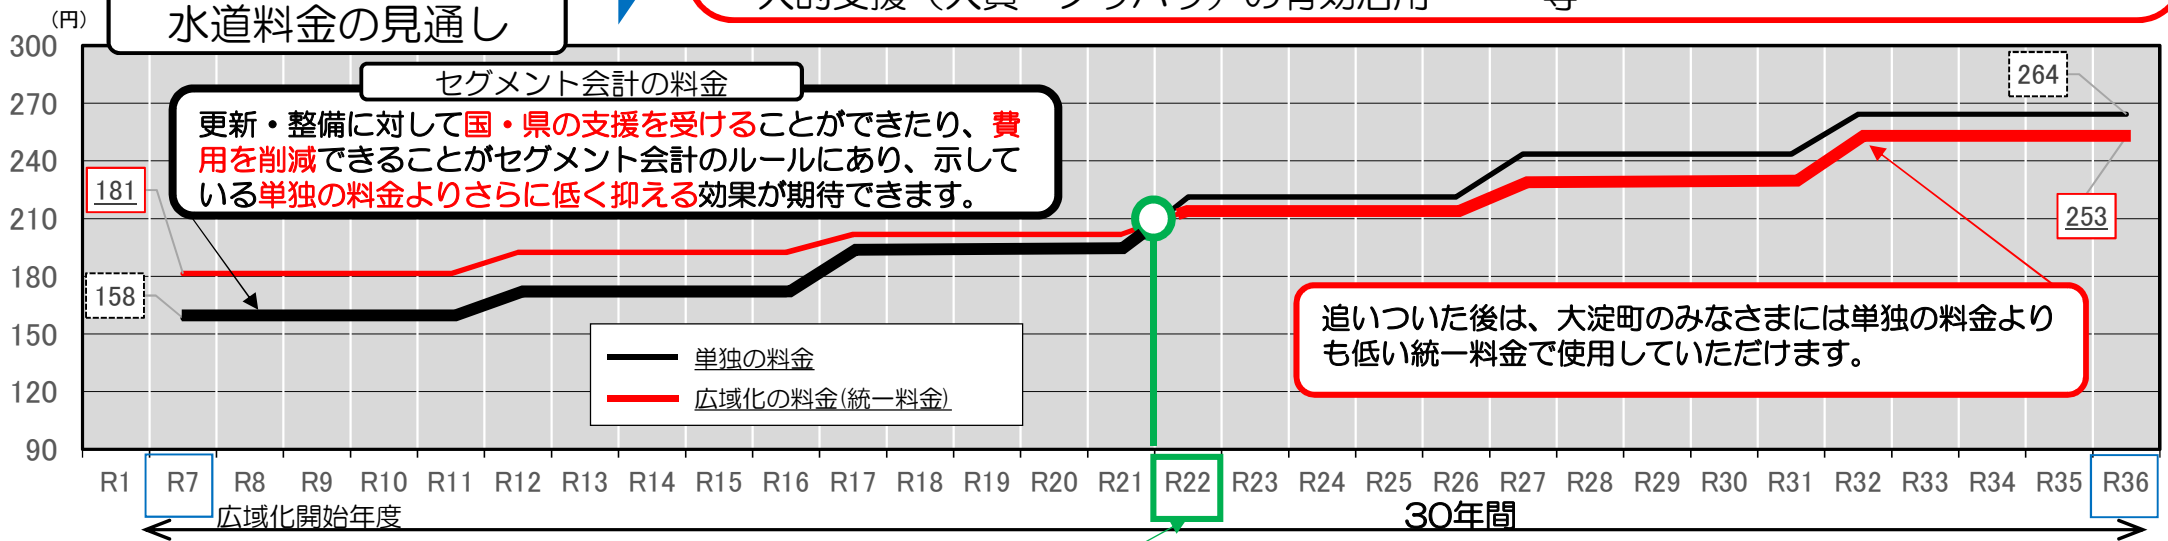 (円)
水道料金の見通し
300
270
240
210
180
150
120
90
セグメント会計の料金
更新・整備に対して国・県の支援を受けることができたり、費
用を削減できることがセグメント会計のルールにあり、示して
いる単独の料金よりさらに低く抑える効果が期待できます。
181
158
264
253
単独の料金
広域化の料金(統一料金)
追いついた後は、大淀町のみなさまには単独の料金より
も低い統一料金で使用していただけます。
R1 R7 R8 R9 R10 R11 R12 R13 R14 R15 R16 R17 R18 R19 R20 R21 R22 R23 R24 R25 R26 R27 R28 R29 R30 R31 R32 R33 R34 R35 R36
広域化開始年度
30年間